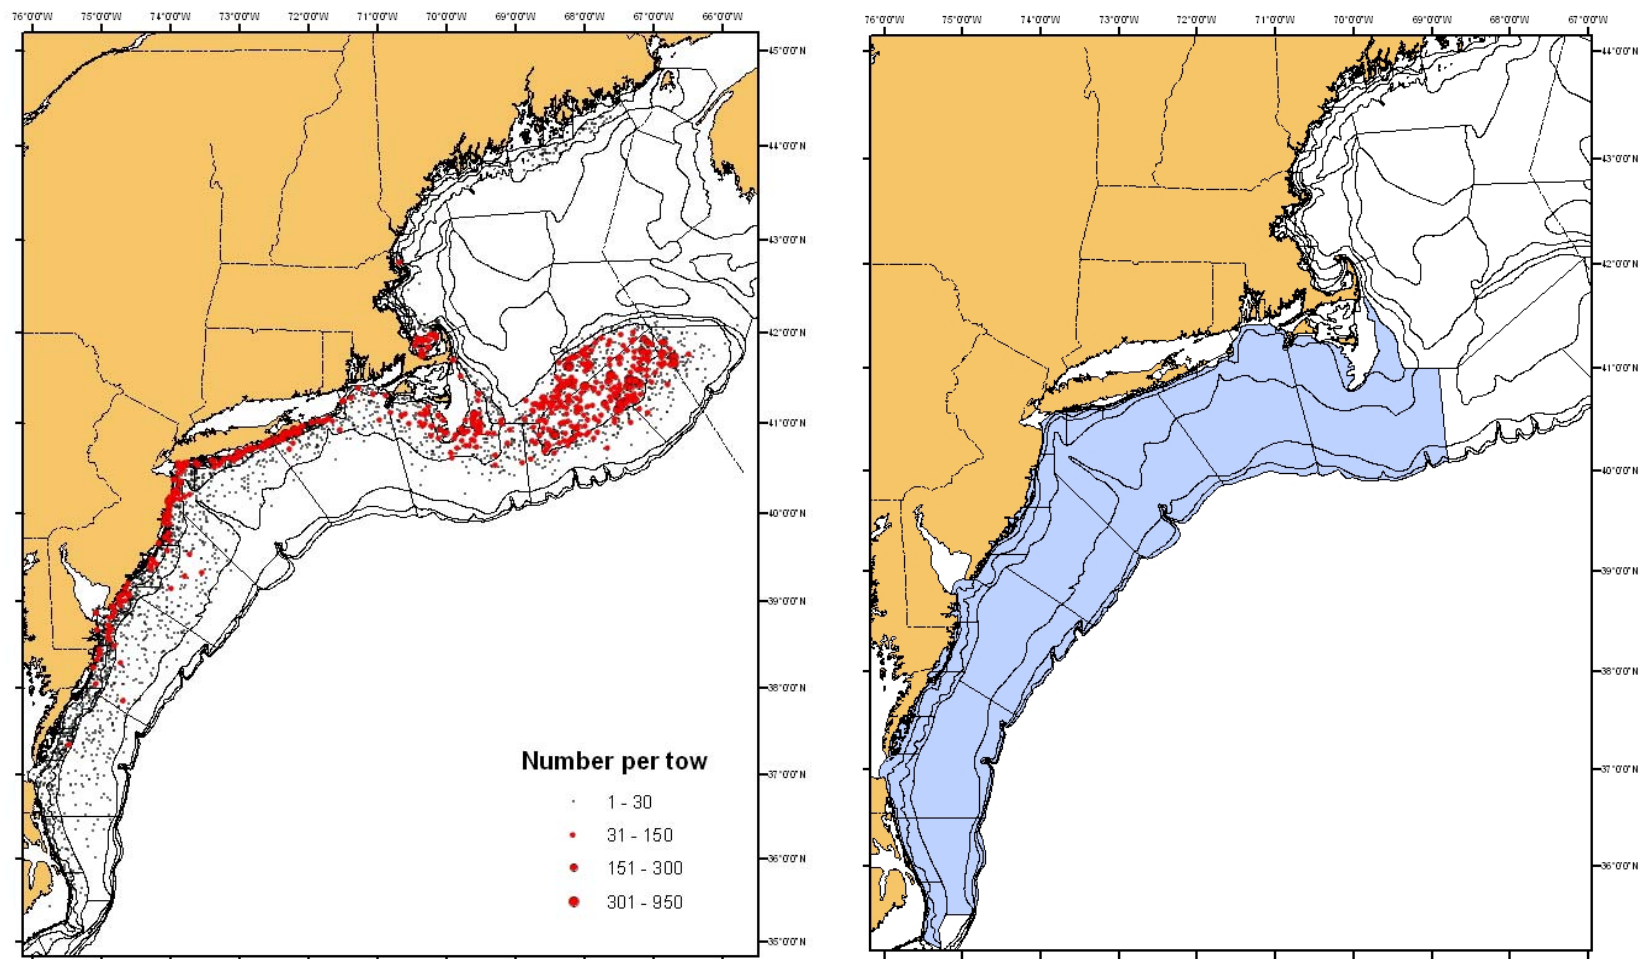 76°0'0"W 75°0'0"W 74°0'0"W 73°0'0"W 72°0'0"W 71°0'0"W 70°0'0"W 69°0'0"W 68°0'0"W 67°0'0"W 66°0'0"W
45°0'0"N
44°0'0"N
43°0'0"N
42°0'0"N
41°0'0"N
40°0'0"N
39°0'0"N
38°0'0"N
37°0'0"N
36°0'0"N
35°0'0"N
Number per tow
1 - 30
31 - 150
151 - 300
301 - 950
76°0'0"W 75°0'0"W 74°0'0"W 73°0'0"W 72°0'0"W 71°0'0"W 70°0'0"W 69°0'0"W 68°0'0"W 67°0'0"W
44°0'0"N
43°0'0"N
42°0'0"N
41°0'0"N
40°0'0"N
39°0'0"N
38°0'0"N
37°0'0"N
36°0'0"N